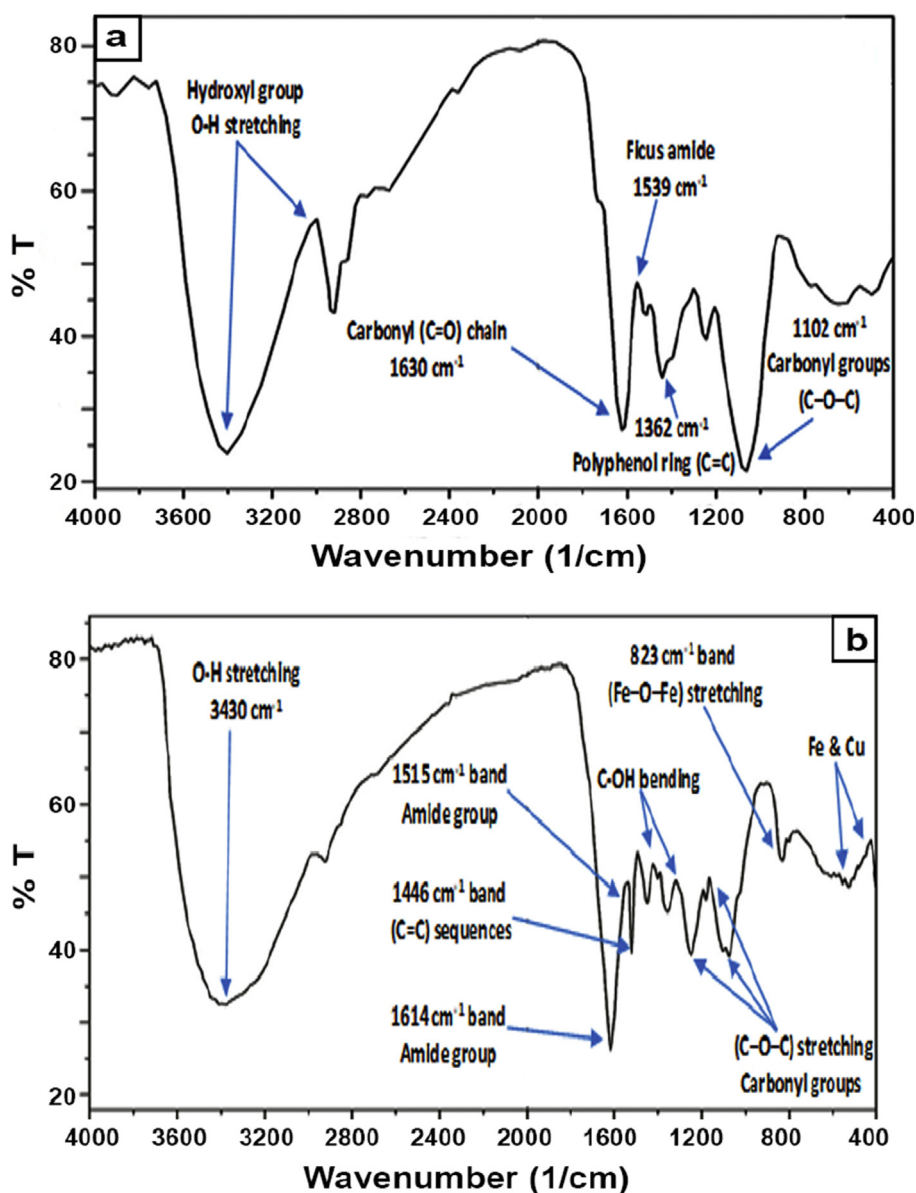 a
80
60
40
20
% T
Hydroxyl group
O-H stretching
Ficus amide
1539 cm⁻¹
Carbonyl (C=O) chain
1630 cm⁻¹
1362 cm⁻¹
Polyphenol ring (C=C)
1102 cm⁻¹
Carbonyl groups
(C−O−C)
4000 3600 3200 2800 2400 2000 1600 1200 800 400
Wavenumber (1/cm)
b
80
60
40
20
% T
O-H stretching
3430 cm⁻¹
823 cm⁻¹ band
(Fe−O−Fe) stretching
Fe & Cu
C-OH bending
1515 cm⁻¹ band
Amide group
1446 cm⁻¹ band
(C=C) sequences
1614 cm⁻¹ band
Amide group
(C−O−C) stretching
Carbonyl groups
4000 3600 3200 2800 2400 2000 1600 1200 800 400
Wavenumber (1/cm)